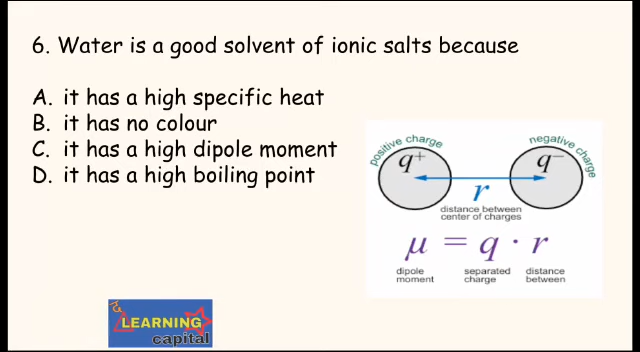 6. Water is a good solvent of ionic salts because
A. it has a high specific heat
B. it has no colour
C. it has a high dipole moment
D. it has a high boiling point
positive charge
negative charge
q+
q−
r
distance between
center of charges
μ = q · r
dipole
moment
separated
charge
distance
between
LEARNING
capital